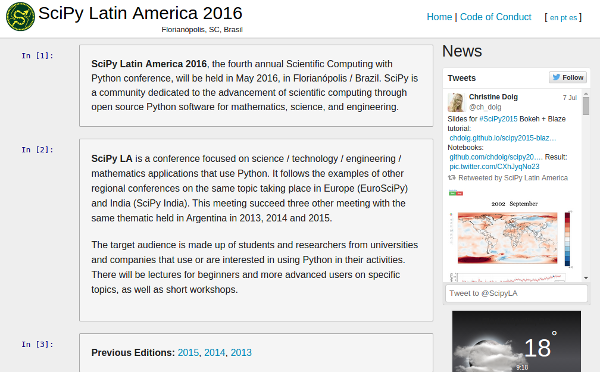 SciPy Latin America 2016
Florianópolis, SC, Brasil
Home | Code of Conduct [ en pt es ]
In [1]:
SciPy Latin America 2016, the fourth annual Scientific Computing with
Python conference, will be held in May 2016, in Florianópolis / Brazil. SciPy is
a community dedicated to the advancement of scientific computing through
open source Python software for mathematics, science, and engineering.
In [2]:
SciPy LA is a conference focused on science / technology / engineering /
mathematics applications that use Python. It follows the examples of other
regional conferences on the same topic taking place in Europe (EuroSciPy)
and India (SciPy India). This meeting succeed three other meeting with the
same thematic held in Argentina in 2013, 2014 and 2015.
The target audience is made up of students and researchers from universities
and companies that use or are interested in using Python in their activities.
There will be lectures for beginners and more advanced users on specific
topics, as well as short workshops.
In [3]:
Previous Editions: 2015, 2014, 2013
News
Tweets
Follow
Christine Doig
7 Jul
@ch_doig
Slides for #SciPy2015 Bokeh + Blaze
tutorial:
chdoig.github.io/scipy2015-blaz…
Notebooks:
github.com/chdoig/scipy20.… Result:
pic.twitter.com/CXhJyqNo23
Retweeted by SciPy Latin America
2002 September
Tweet to @ScipyLA
18°
9:18